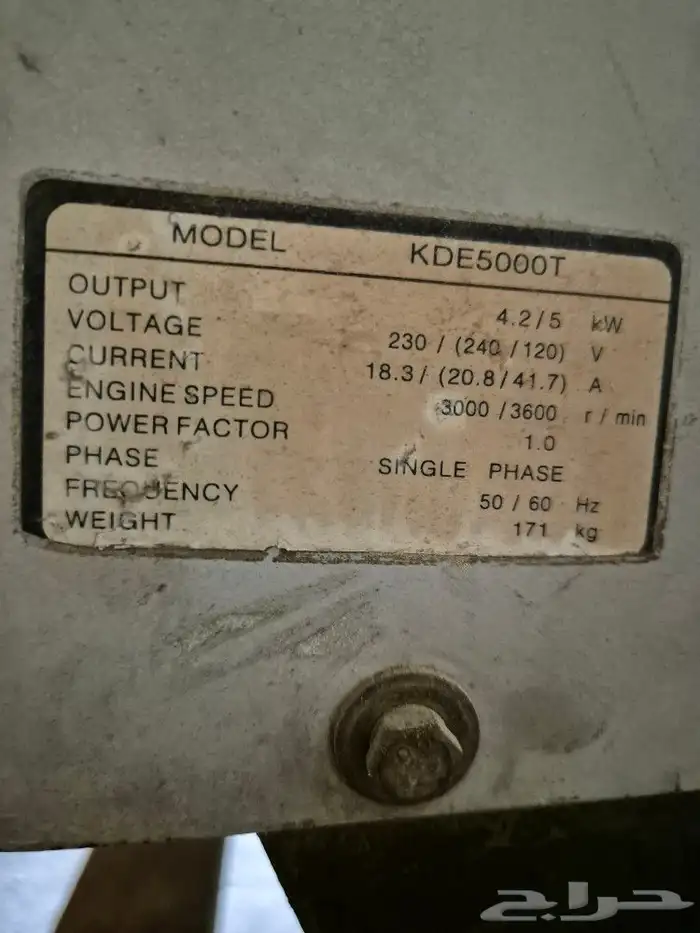 MODEL KDE5000T
OUTPUT 4.2/5 kW
VOLTAGE 230 / (240 /120) V
CURRENT 18.3/ (20.8/41.7) A
ENGINE SPEED 3000 /3600 r / min
POWER FACTOR 1.0
PHASE SINGLE PHASE
FREQUENCY 50 / 60 Hz
WEIGHT 171 kg
حراج